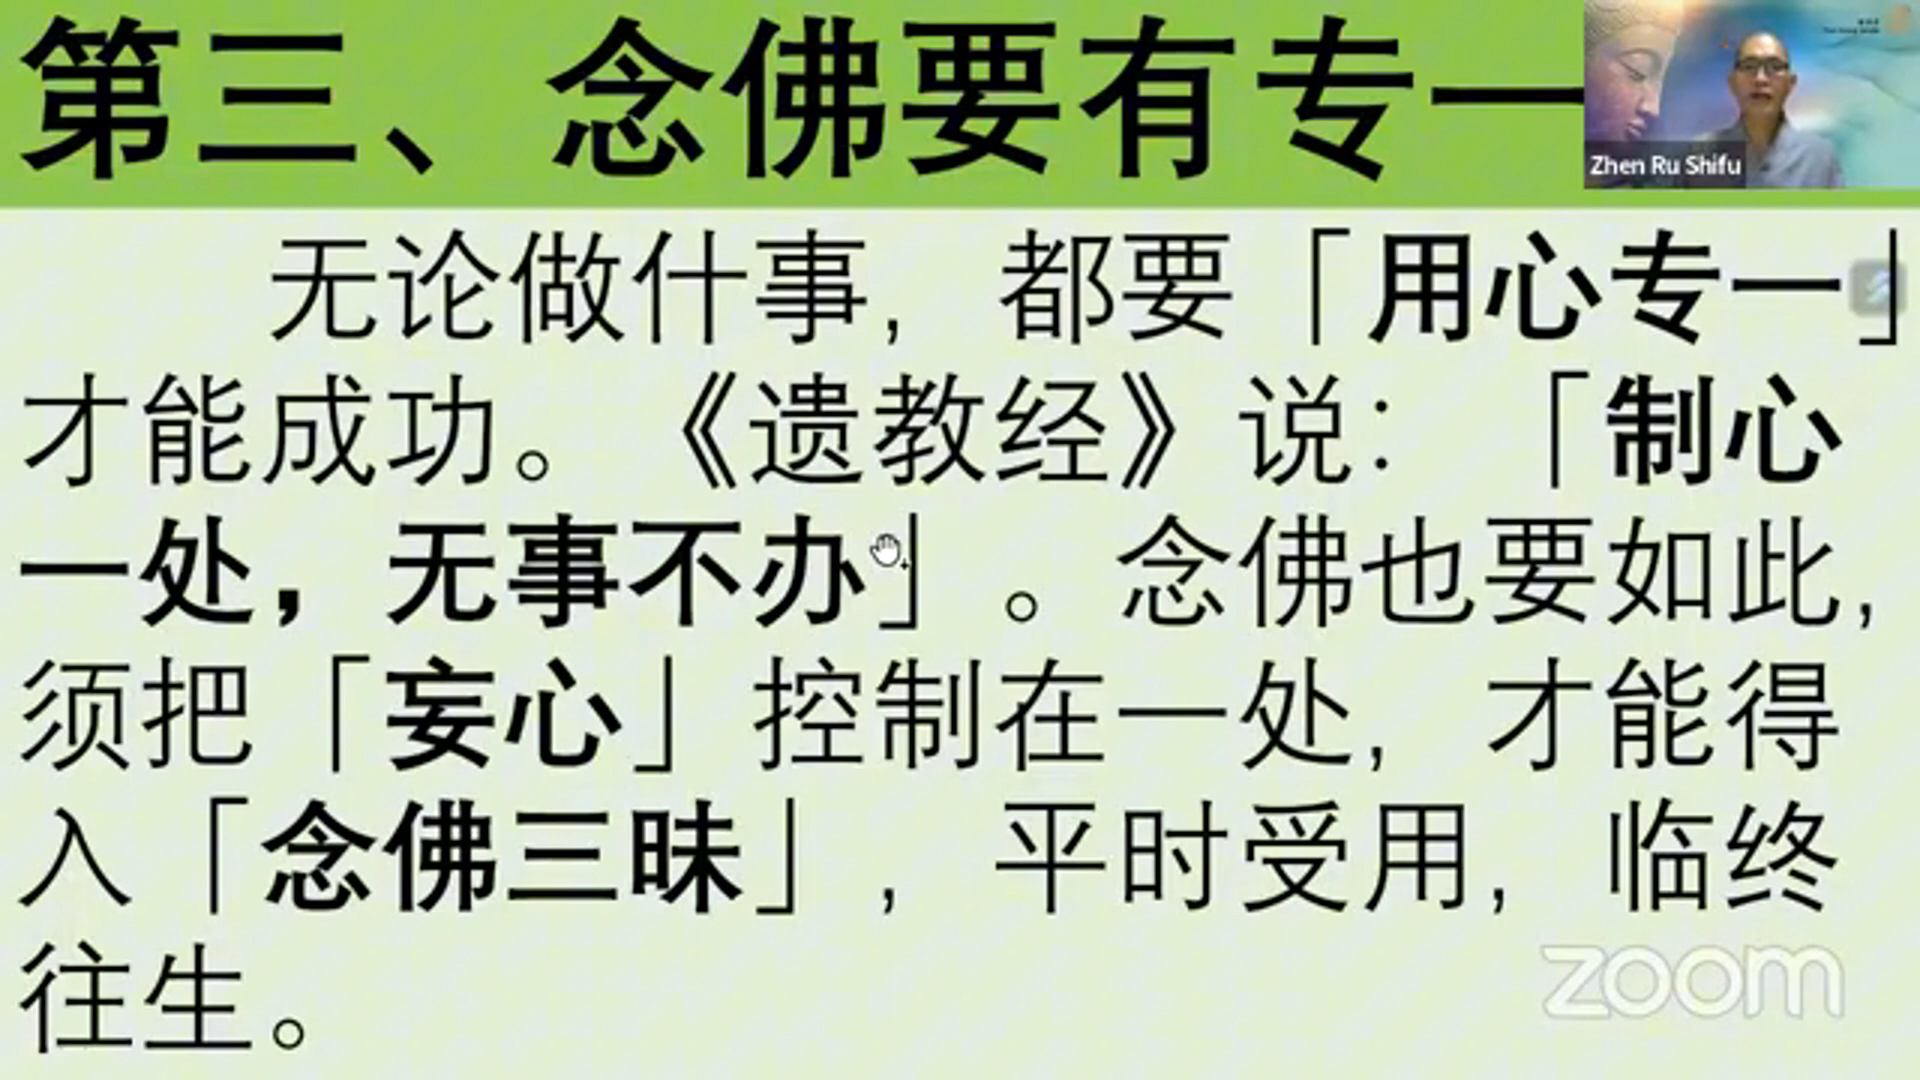 第三、念佛要有专一
Zhen Ru Shifu
无论做什事，都要「用心专一」
才能成功。《遗教经》说：「制心
一处，无事不办」。念佛也要如此，
须把「妄心」控制在一处，才能得
入「念佛三昧」，平时受用，临终
往生。
zoom